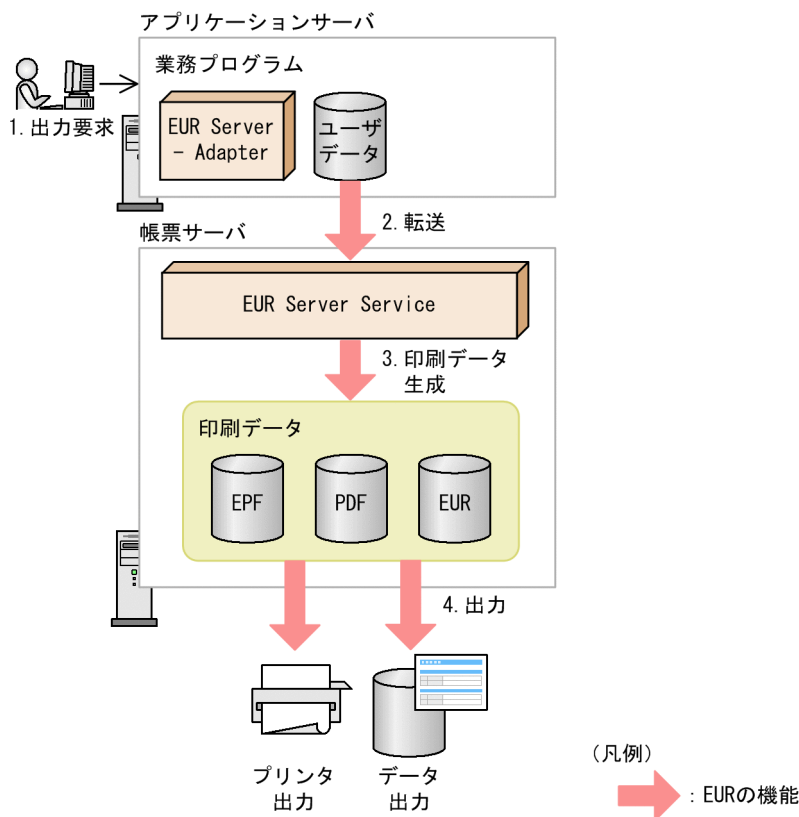 アプリケーションサーバ
業務プログラム
1.出力要求
EUR Server
－ Adapter
ユーザ
データ
2.転送
帳票サーバ
EUR Server Service
3.印刷データ
生成
印刷データ
EPF
PDF
EUR
4.出力
プリンタ
出力
データ
出力
（凡例）
：EURの機能